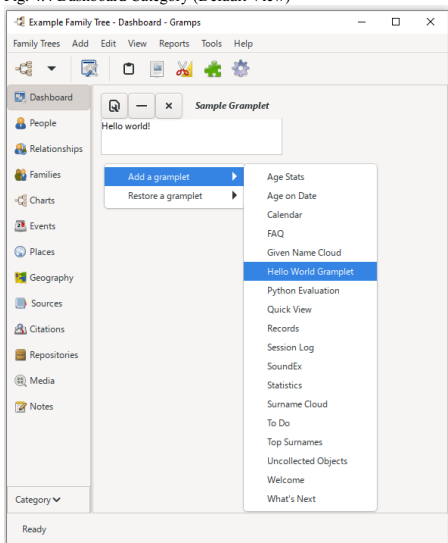 Fig. 4.4 Dashboard Category (Default View)
Example Family Tree - Dashboard - Gramps
Family Trees Add Edit View Reports Tools Help
Dashboard
People
Relationships
Families
Charts
Events
Places
Geography
Sources
Citations
Repositories
Media
Notes
Category
Sample Gramplet
Hello world!
Add a gramplet
Restore a gramplet
Age Stats
Age on Date
Calendar
FAQ
Given Name Cloud
Hello World Gramplet
Python Evaluation
Quick View
Records
Session Log
SoundEx
Statistics
Surname Cloud
To Do
Top Surnames
Uncollected Objects
Welcome
What's Next
Ready